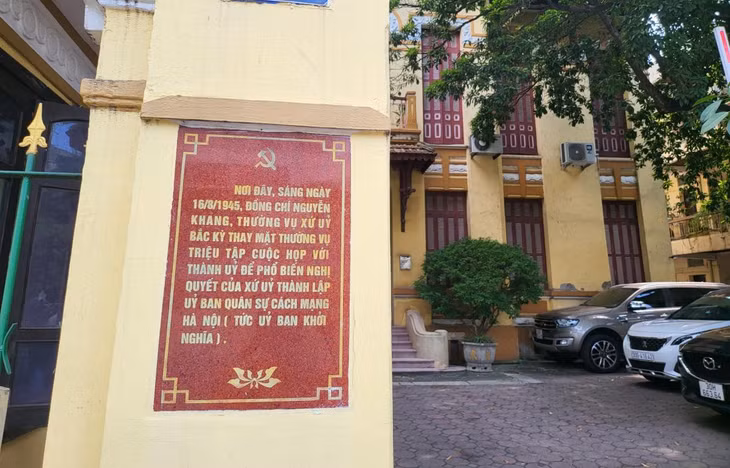 NƠI ĐÂY, SÁNG NGÀY
16/8/1945, ĐỒNG CHÍ NGUYỄN
KHANG, THƯỜNG VỤ XỨ UỶ
BẮC KỲ THAY MẶT THƯỜNG VỤ
TRIỆU TẬP CUỘC HỌP VỚI
THÀNH UỶ ĐỂ PHỔ BIẾN NGHỊ
QUYẾT CỦA XỨ UỶ THÀNH LẬP
UỶ BAN QUÂN SỰ CÁCH MẠNG
HÀ NỘI ( TỨC UỶ BAN KHỞI
NGHĨA ) .